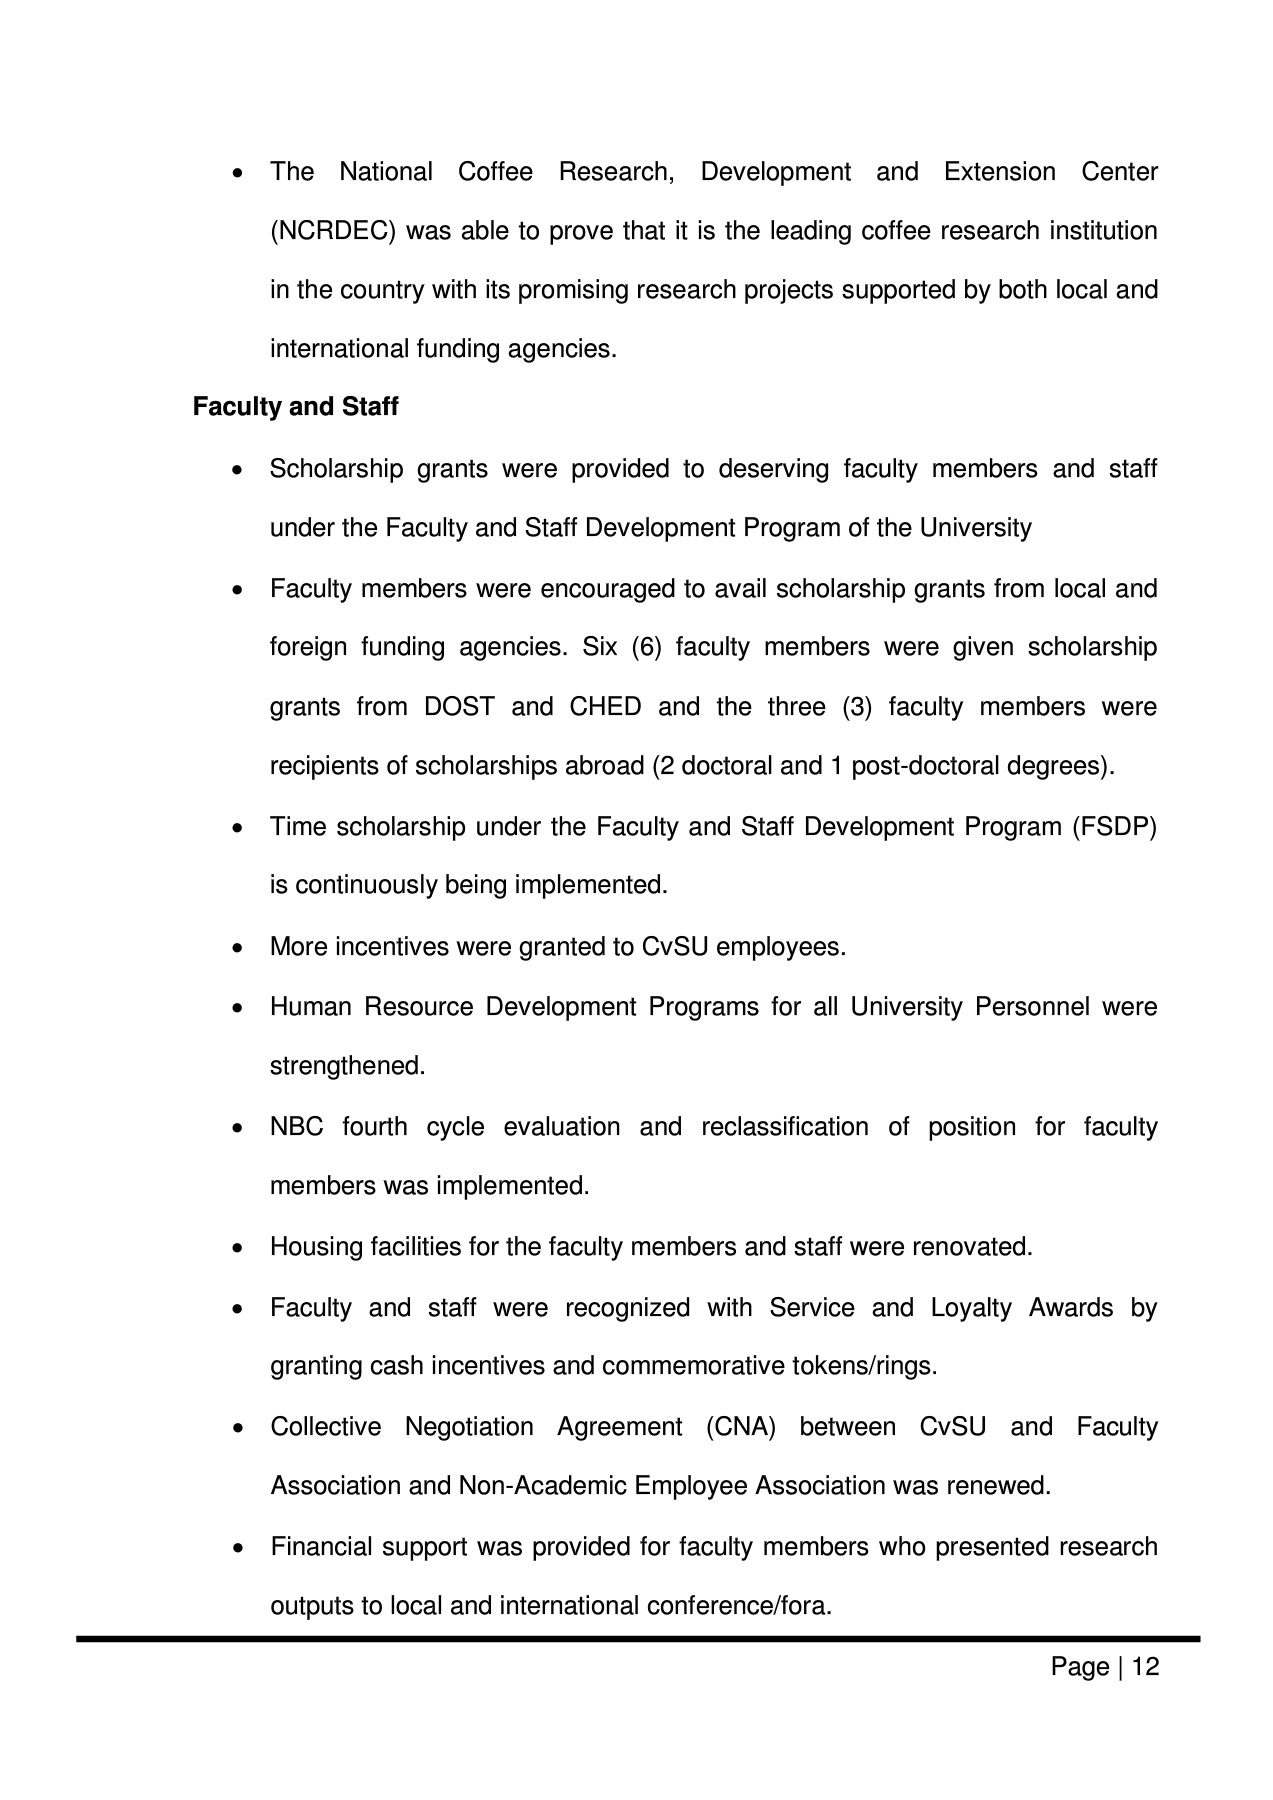 • The National Coffee Research, Development and Extension Center
(NCRDEC) was able to prove that it is the leading coffee research institution
in the country with its promising research projects supported by both local and
international funding agencies.
Faculty and Staff
• Scholarship grants were provided to deserving faculty members and staff
under the Faculty and Staff Development Program of the University
• Faculty members were encouraged to avail scholarship grants from local and
foreign funding agencies. Six (6) faculty members were given scholarship
grants from DOST and CHED and the three (3) faculty members were
recipients of scholarships abroad (2 doctoral and 1 post-doctoral degrees).
• Time scholarship under the Faculty and Staff Development Program (FSDP)
is continuously being implemented.
• More incentives were granted to CvSU employees.
• Human Resource Development Programs for all University Personnel were
strengthened.
• NBC fourth cycle evaluation and reclassification of position for faculty
members was implemented.
• Housing facilities for the faculty members and staff were renovated.
• Faculty and staff were recognized with Service and Loyalty Awards by
granting cash incentives and commemorative tokens/rings.
• Collective Negotiation Agreement (CNA) between CvSU and Faculty
Association and Non-Academic Employee Association was renewed.
• Financial support was provided for faculty members who presented research
outputs to local and international conference/fora.
Page | 12